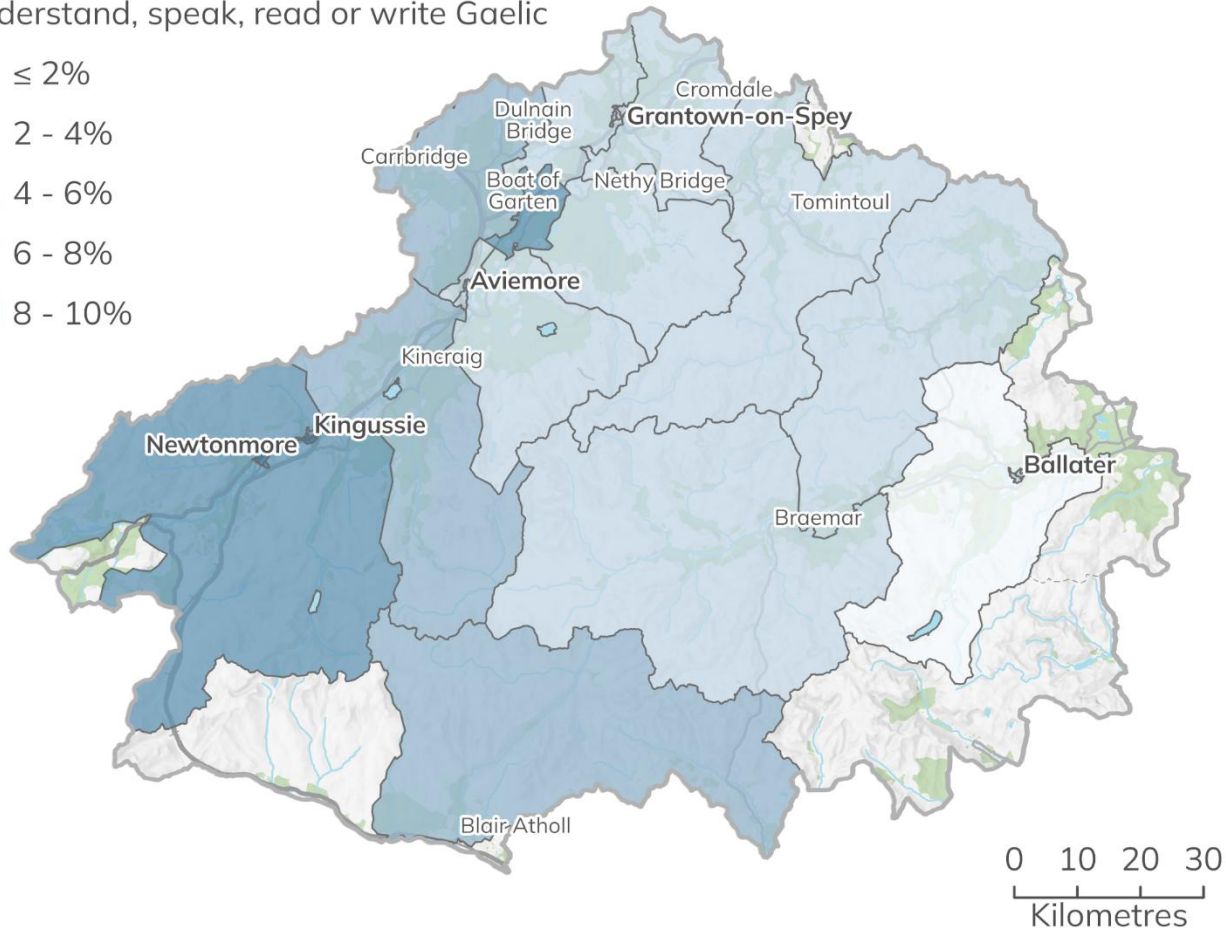 derstand, speak, read or write Gaelic
≤ 2%
2 - 4%
4 - 6%
6 - 8%
8 - 10%
Cromdale
Dulnain
Bridge
Grantown-on-Spey
Carrbridge
Boat of
Garten
Nethy Bridge
Tomintoul
Aviemore
Kincraig
Kingussie
Newtonmore
Ballater
Braemar
Blair Atholl
0 10 20 30
Kilometres